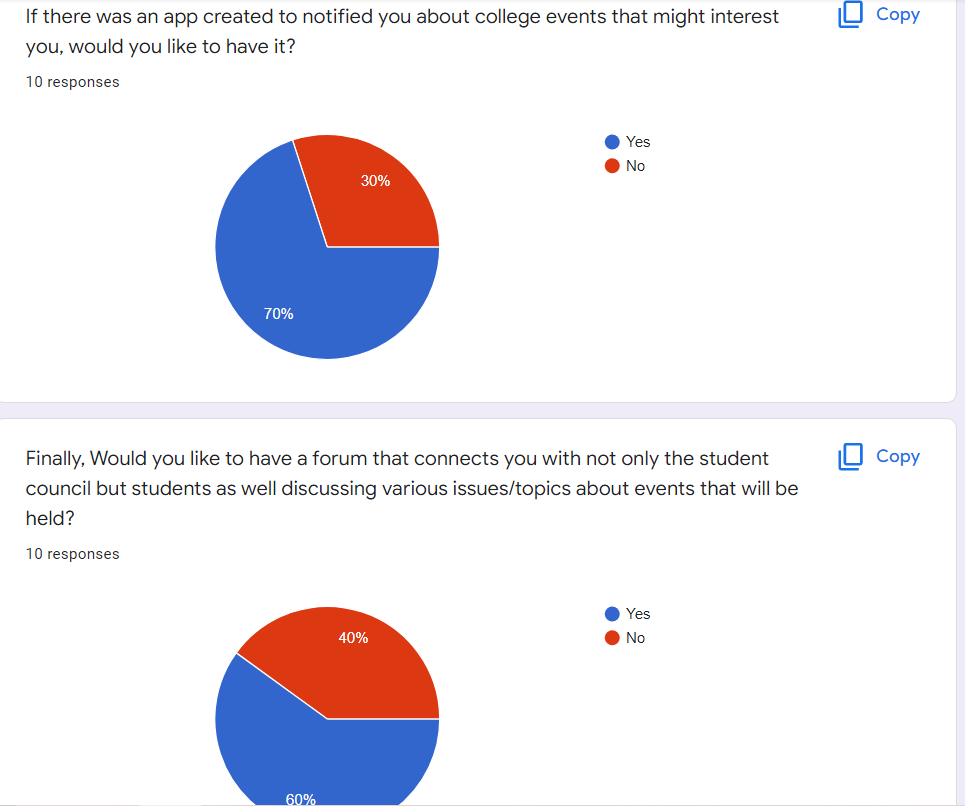 If there was an app created to notified you about college events that might interest
you, would you like to have it?
Copy
10 responses
Yes
No
30%
70%
Finally, Would you like to have a forum that connects you with not only the student
council but students as well discussing various issues/topics about events that will be
held?
Copy
10 responses
Yes
No
40%
60%